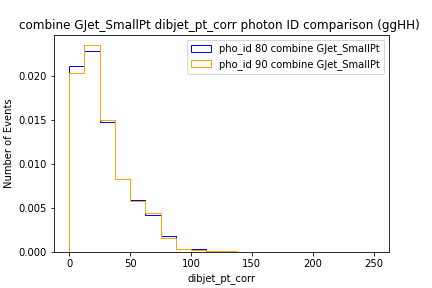 combine GJet_SmallPt dibjet_pt_corr photon ID comparison (ggHH)
pho_id 80 combine GJet_SmallPt
pho_id 90 combine GJet_SmallPt
Number of Events
0.020
0.015
0.010
0.005
0.000
0 50 100 150 200 250
dibjet_pt_corr